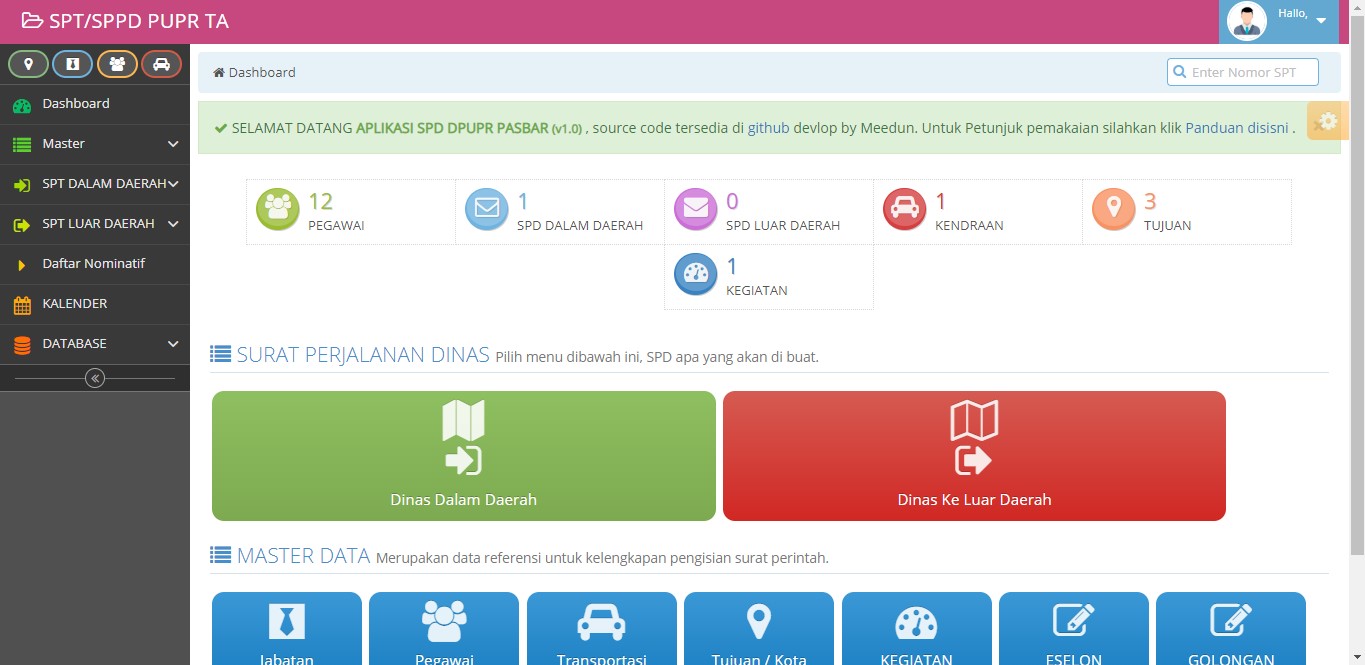 SPT/SPPD PUPR TA
Hallo,
Dashboard
Enter Nomor SPT
Dashboard
Master
SPT DALAM DAERAH
SPT LUAR DAERAH
Daftar Nominatif
KALENDER
DATABASE
SELAMAT DATANG APLIKASI SPD DPUPR PASBAR (v1.0) , source code tersedia di github devlop by Meedun. Untuk Petunjuk pemakaian silahkan klik Panduan disisni .
12
PEGAWAI
1
SPD DALAM DAERAH
0
SPD LUAR DAERAH
1
KENDRAAN
3
TUJUAN
1
KEGIATAN
SURAT PERJALANAN DINAS Pilih menu dibawah ini, SPD apa yang akan di buat.
Dinas Dalam Daerah
Dinas Ke Luar Daerah
MASTER DATA Merupakan data referensi untuk kelengkapan pengisian surat perintah.
Jabatan
Pegawai
Transportasi
Tujuan / Kota
KEGIATAN
ESELON
GOLONGAN